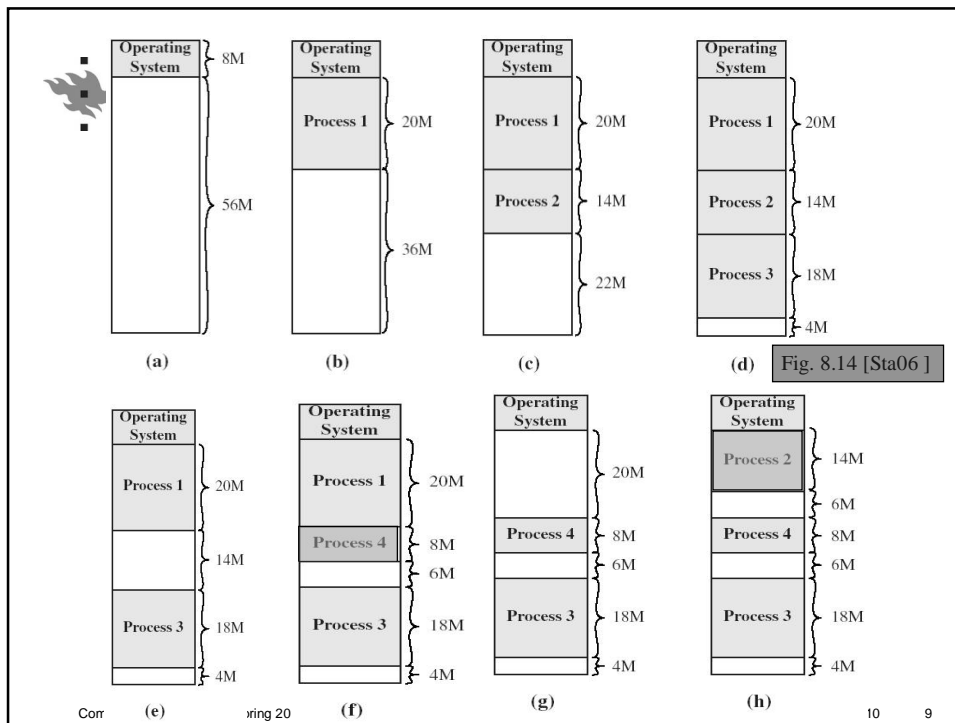 Operating
System
8M
56M
(a)
Operating
System
Process 1
20M
36M
(b)
Operating
System
Process 1
20M
Process 2
14M
22M
(c)
Operating
System
Process 1
20M
Process 2
14M
Process 3
18M
4M
(d)
Fig. 8.14 [Sta06 ]
Operating
System
Process 1
20M
14M
Process 3
18M
4M
(e)
Operating
System
Process 1
20M
Process 4
8M
6M
Process 3
18M
4M
(f)
Operating
System
20M
Process 4
8M
6M
Process 3
18M
4M
(g)
Operating
System
Process 2
14M
6M
Process 4
8M
6M
Process 3
18M
4M
(h)
pring 20
10
9